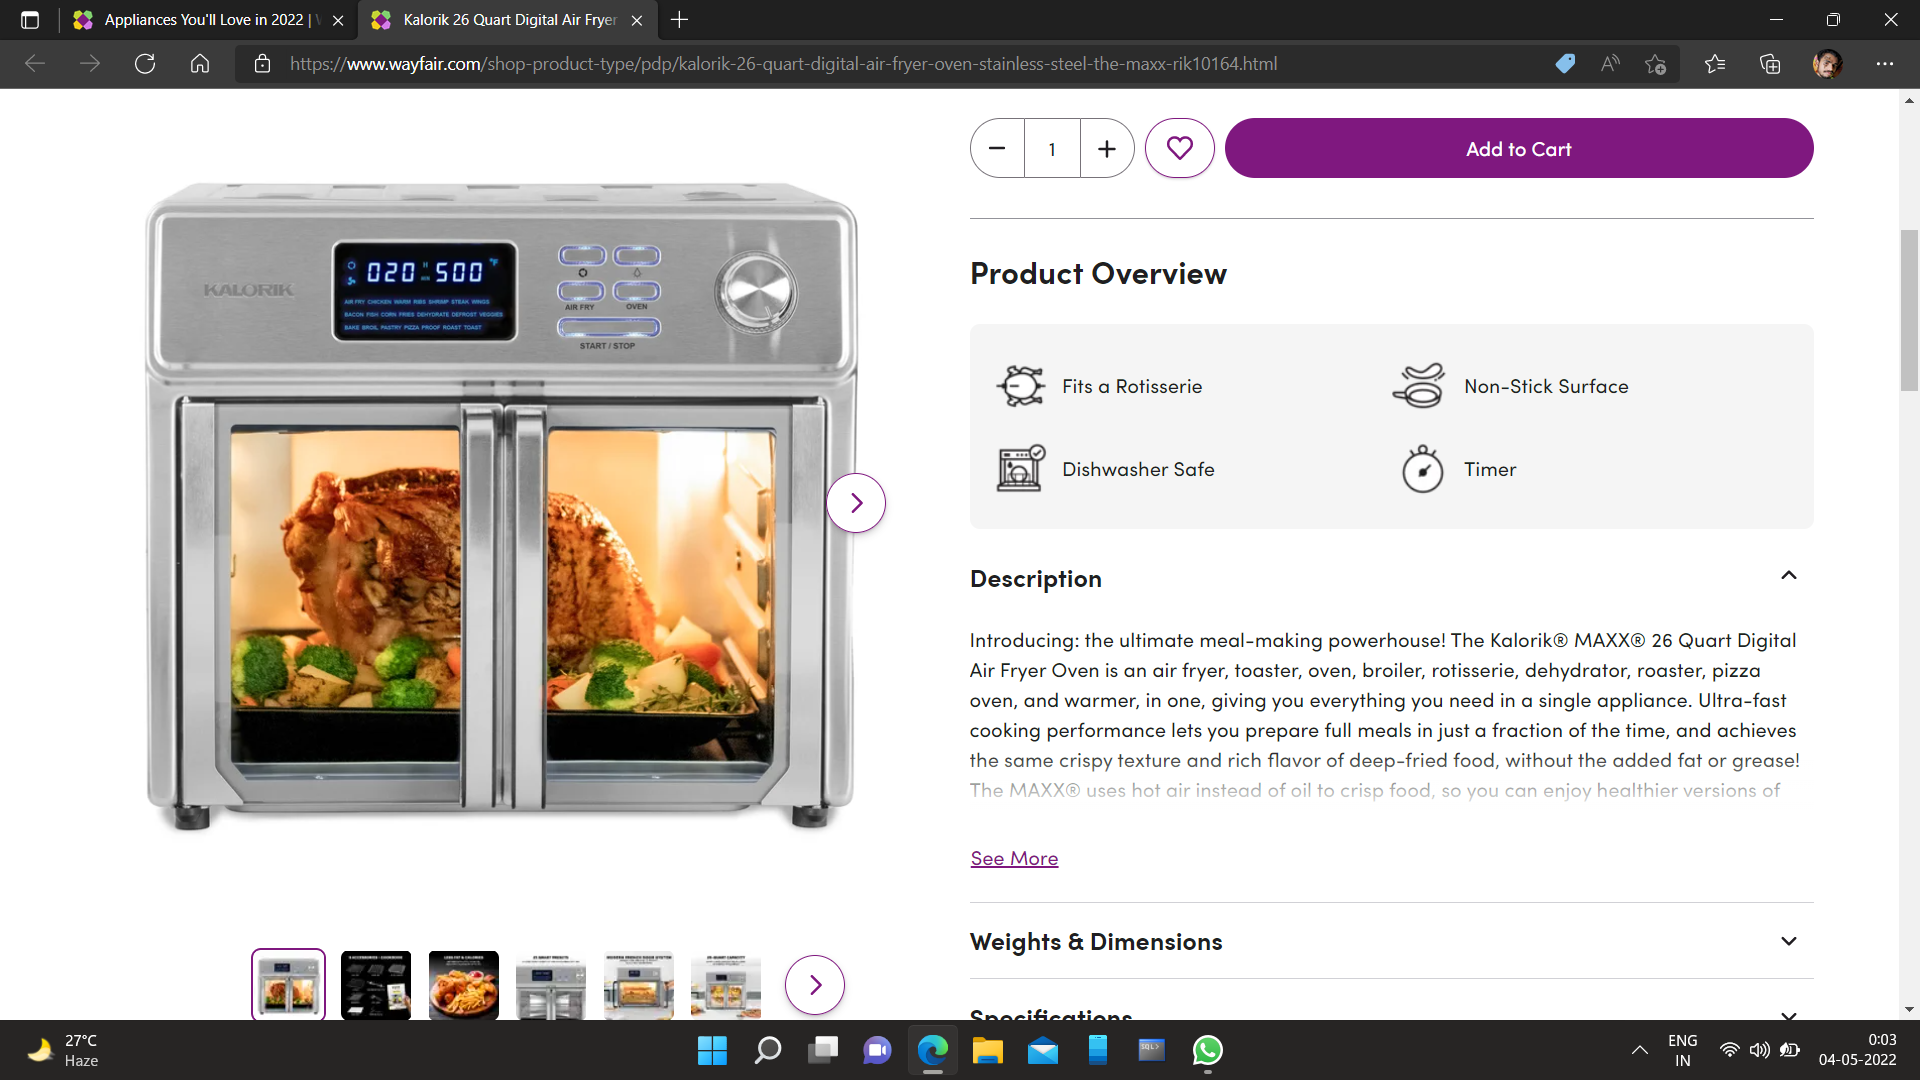 Appliances You'll Love in 2022 |
Kalorik 26 Quart Digital Air Fryer
https://www.wayfair.com/shop-product-type/pdp/kalorik-26-quart-digital-air-fryer-oven-stainless-steel-the-maxx-rik10164.html
1
Add to Cart
Product Overview
Fits a Rotisserie
Non-Stick Surface
Dishwasher Safe
Timer
Description
Introducing: the ultimate meal-making powerhouse! The Kalorik® MAXX® 26 Quart Digital
Air Fryer Oven is an air fryer, toaster, oven, broiler, rotisserie, dehydrator, roaster, pizza
oven, and warmer, in one, giving you everything you need in a single appliance. Ultra-fast
cooking performance lets you prepare full meals in just a fraction of the time, and achieves
the same crispy texture and rich flavor of deep-fried food, without the added fat or grease!
The MAXX® uses hot air instead of oil to crisp food, so you can enjoy healthier versions of
See More
Weights & Dimensions
Specifications
KALORIK
020 500 °F
AIR FRY CHICKEN WARM RIBS SHRIMP STEAK WINGS
BACON FISH CORN FRIES DEHYDRATE DEFROST VEGGIES
BAKE BROIL PASTRY PIZZA PROOF ROAST TOAST
AIR FRY
OVEN
START / STOP
LESS FAT & CALORIES
27°C
Haze
ENG
IN
0:03
04-05-2022